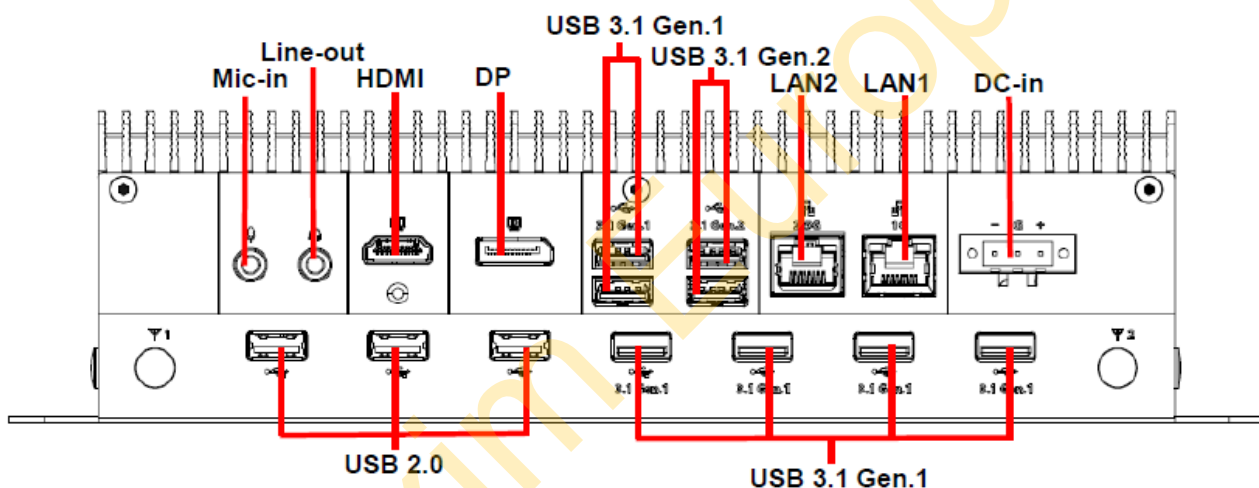 USB 3.1 Gen.1
Line-out
USB 3.1 Gen.2
Mic-in
HDMI
DP
LAN2
LAN1
DC-in
3.1 Gen.1
3.1 Gen.2
- +
1
2
3.1 Gen.1
3.1 Gen.1
3.1 Gen.1
3.1 Gen.1
USB 2.0
USB 3.1 Gen.1